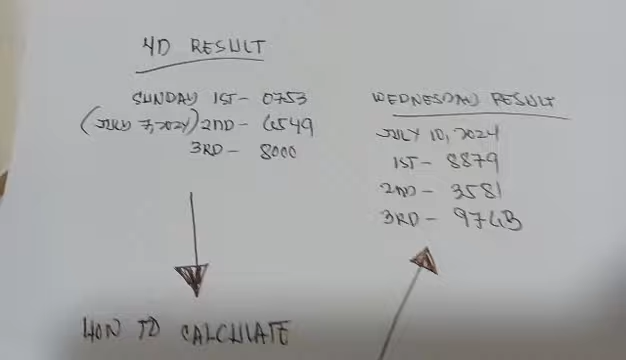 4D RESULT
SUNDAY 1ST - 0753
(JULY 7, 2024) 2ND - 6549
3RD - 8000
HOW TO CALCULATE
WEDNESDAY RESULT
JULY 10, 2024
1ST - 8879
2ND - 3581
3RD - 9763